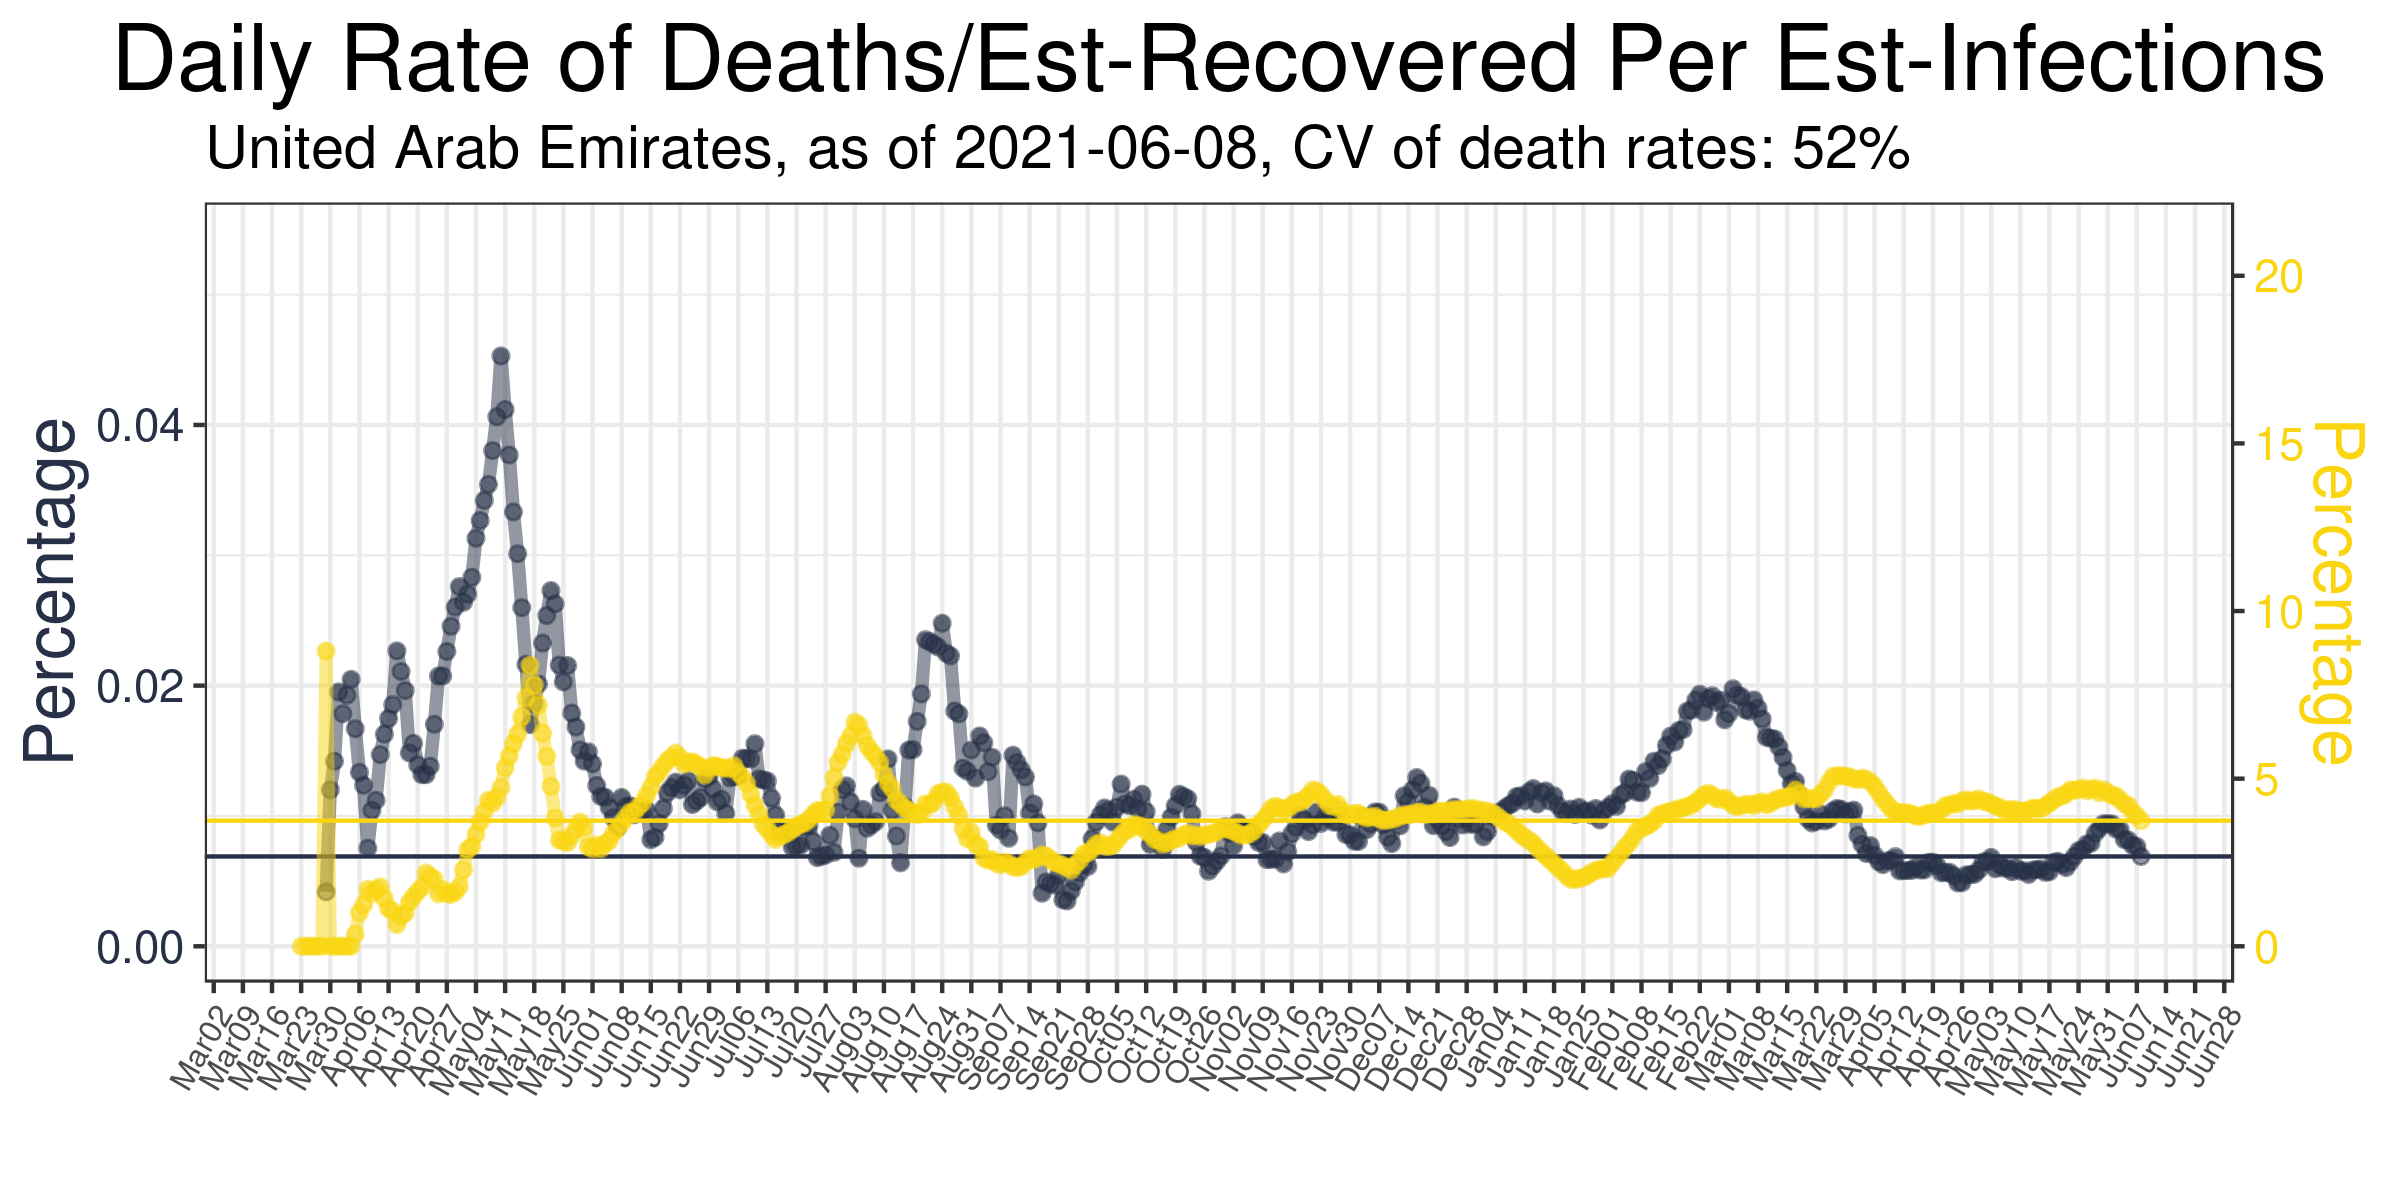 Daily Rate of Deaths/Est-Recovered Per Est-Infections
United Arab Emirates, as of 2021-06-08, CV of death rates: 52%
Percentage
0.04
0.02
0.00
20
15
10
5
0
Percentage
Mar02
Mar09
Mar16
Mar23
Mar30
Apr06
Apr13
Apr20
Apr27
May04
May11
May18
May25
Jun01
Jun08
Jun15
Jun22
Jun29
Jul06
Jul13
Jul20
Jul27
Aug03
Aug10
Aug17
Aug24
Aug31
Sep07
Sep14
Sep21
Sep28
Oct05
Oct12
Oct19
Oct26
Nov02
Nov09
Nov16
Nov23
Nov30
Dec07
Dec14
Dec21
Dec28
Jan04
Jan11
Jan18
Jan25
Feb01
Feb08
Feb15
Feb22
Mar01
Mar08
Mar15
Mar22
Mar29
Apr05
Apr12
Apr19
Apr26
May03
May10
May17
May24
May31
Jun07
Jun14
Jun21
Jun28